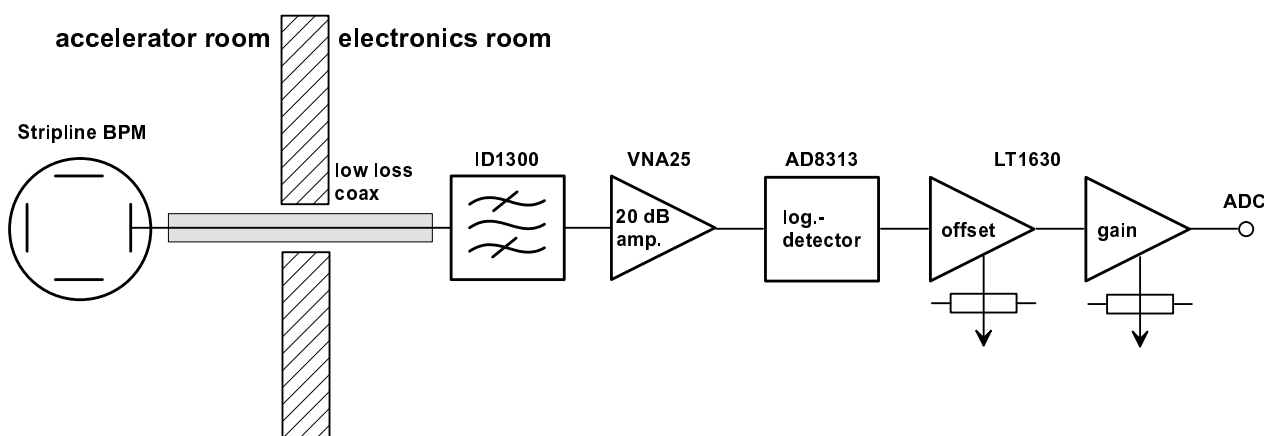 accelerator room
electronics room
Stripline BPM
low loss
coax
ID1300
VNA25
20 dB
amp.
AD8313
log.-
detector
LT1630
offset
gain
ADC